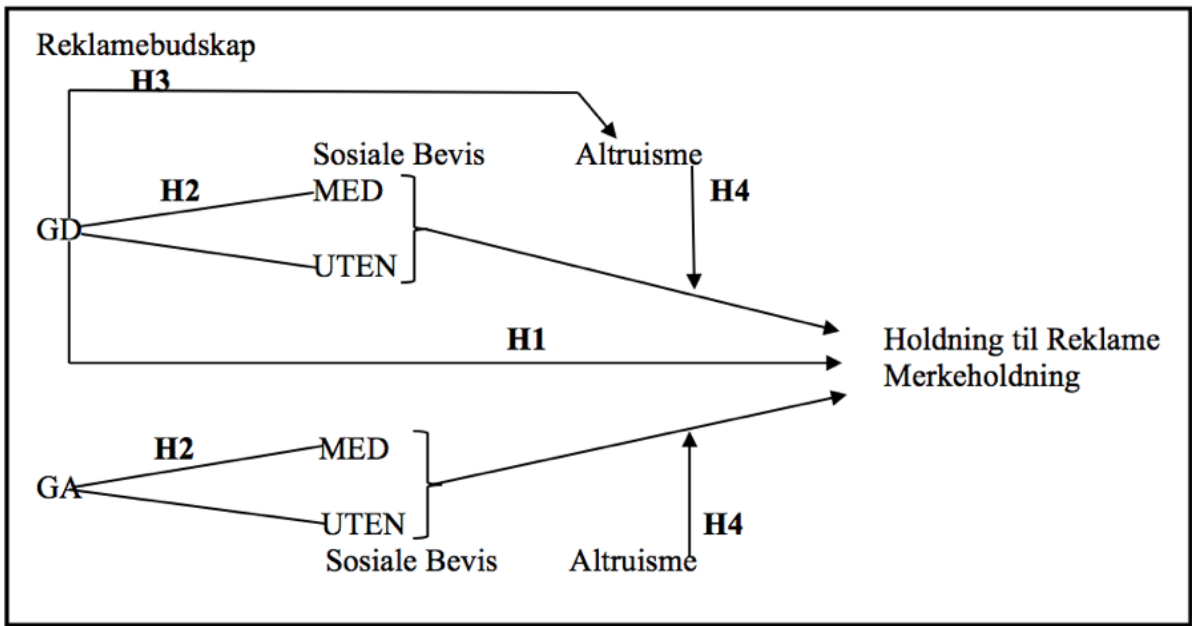 Reklamebudskap
H3
Sosiale Bevis
Altruisme
H2
MED
H4
GD
UTEN
H1
Holdning til Reklame
Merkeholdning
H2
MED
GA
UTEN
H4
Sosiale Bevis
Altruisme